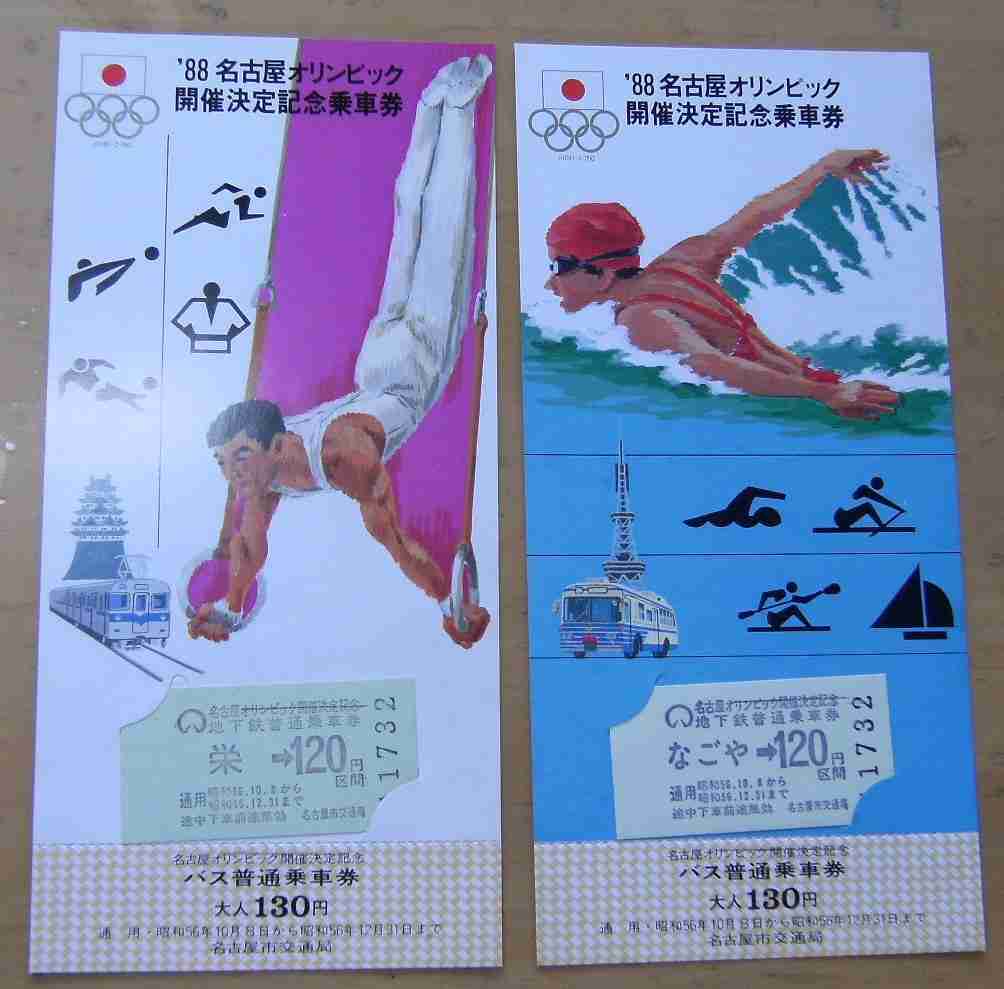 '88 名古屋オリンピック
開催決定記念乗車券
名古屋オリンピック開催決定記念
地下鉄普通乗車券
栄 ➡120円
区間
通用 昭和56.10.8から
昭和56.12.31まで
途中下車前途無効 名古屋市交通局
1732
名古屋オリンピック開催決定記念
バス普通乗車券
大人130円
通 用・昭和56年10月8日から昭和56年12月31日まで
名古屋市交通局
'88 名古屋オリンピック
開催決定記念乗車券
名古屋オリンピック開催決定記念
地下鉄普通乗車券
なごや➡120円
区間
通用 昭和56.10.8から
昭和56.12.31まで
途中下車前途無効 名古屋市交通局
1732
名古屋オリンピック開催決定記念
バス普通乗車券
大人130円
通 用・昭和56年10月8日から昭和56年12月31日まで
名古屋市交通局